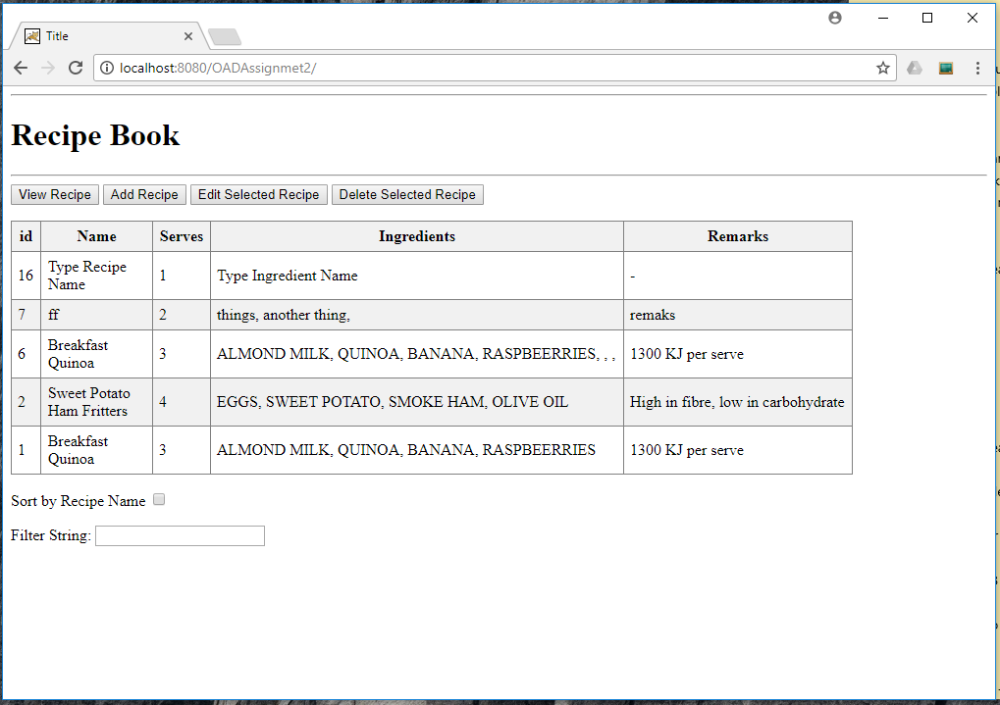 Title
localhost:8080/OADAssignmet2/
Recipe Book
View Recipe Add Recipe Edit Selected Recipe Delete Selected Recipe
id Name Serves Ingredients Remarks
16 Type Recipe Name 1 Type Ingredient Name -
7 ff 2 things, another thing, remaks
6 Breakfast Quinoa 3 ALMOND MILK, QUINOA, BANANA, RASPBEERRIES, , , 1300 KJ per serve
2 Sweet Potato Ham Fritters 4 EGGS, SWEET POTATO, SMOKE HAM, OLIVE OIL High in fibre, low in carbohydrate
1 Breakfast Quinoa 3 ALMOND MILK, QUINOA, BANANA, RASPBEERRIES 1300 KJ per serve
Sort by Recipe Name
Filter String: